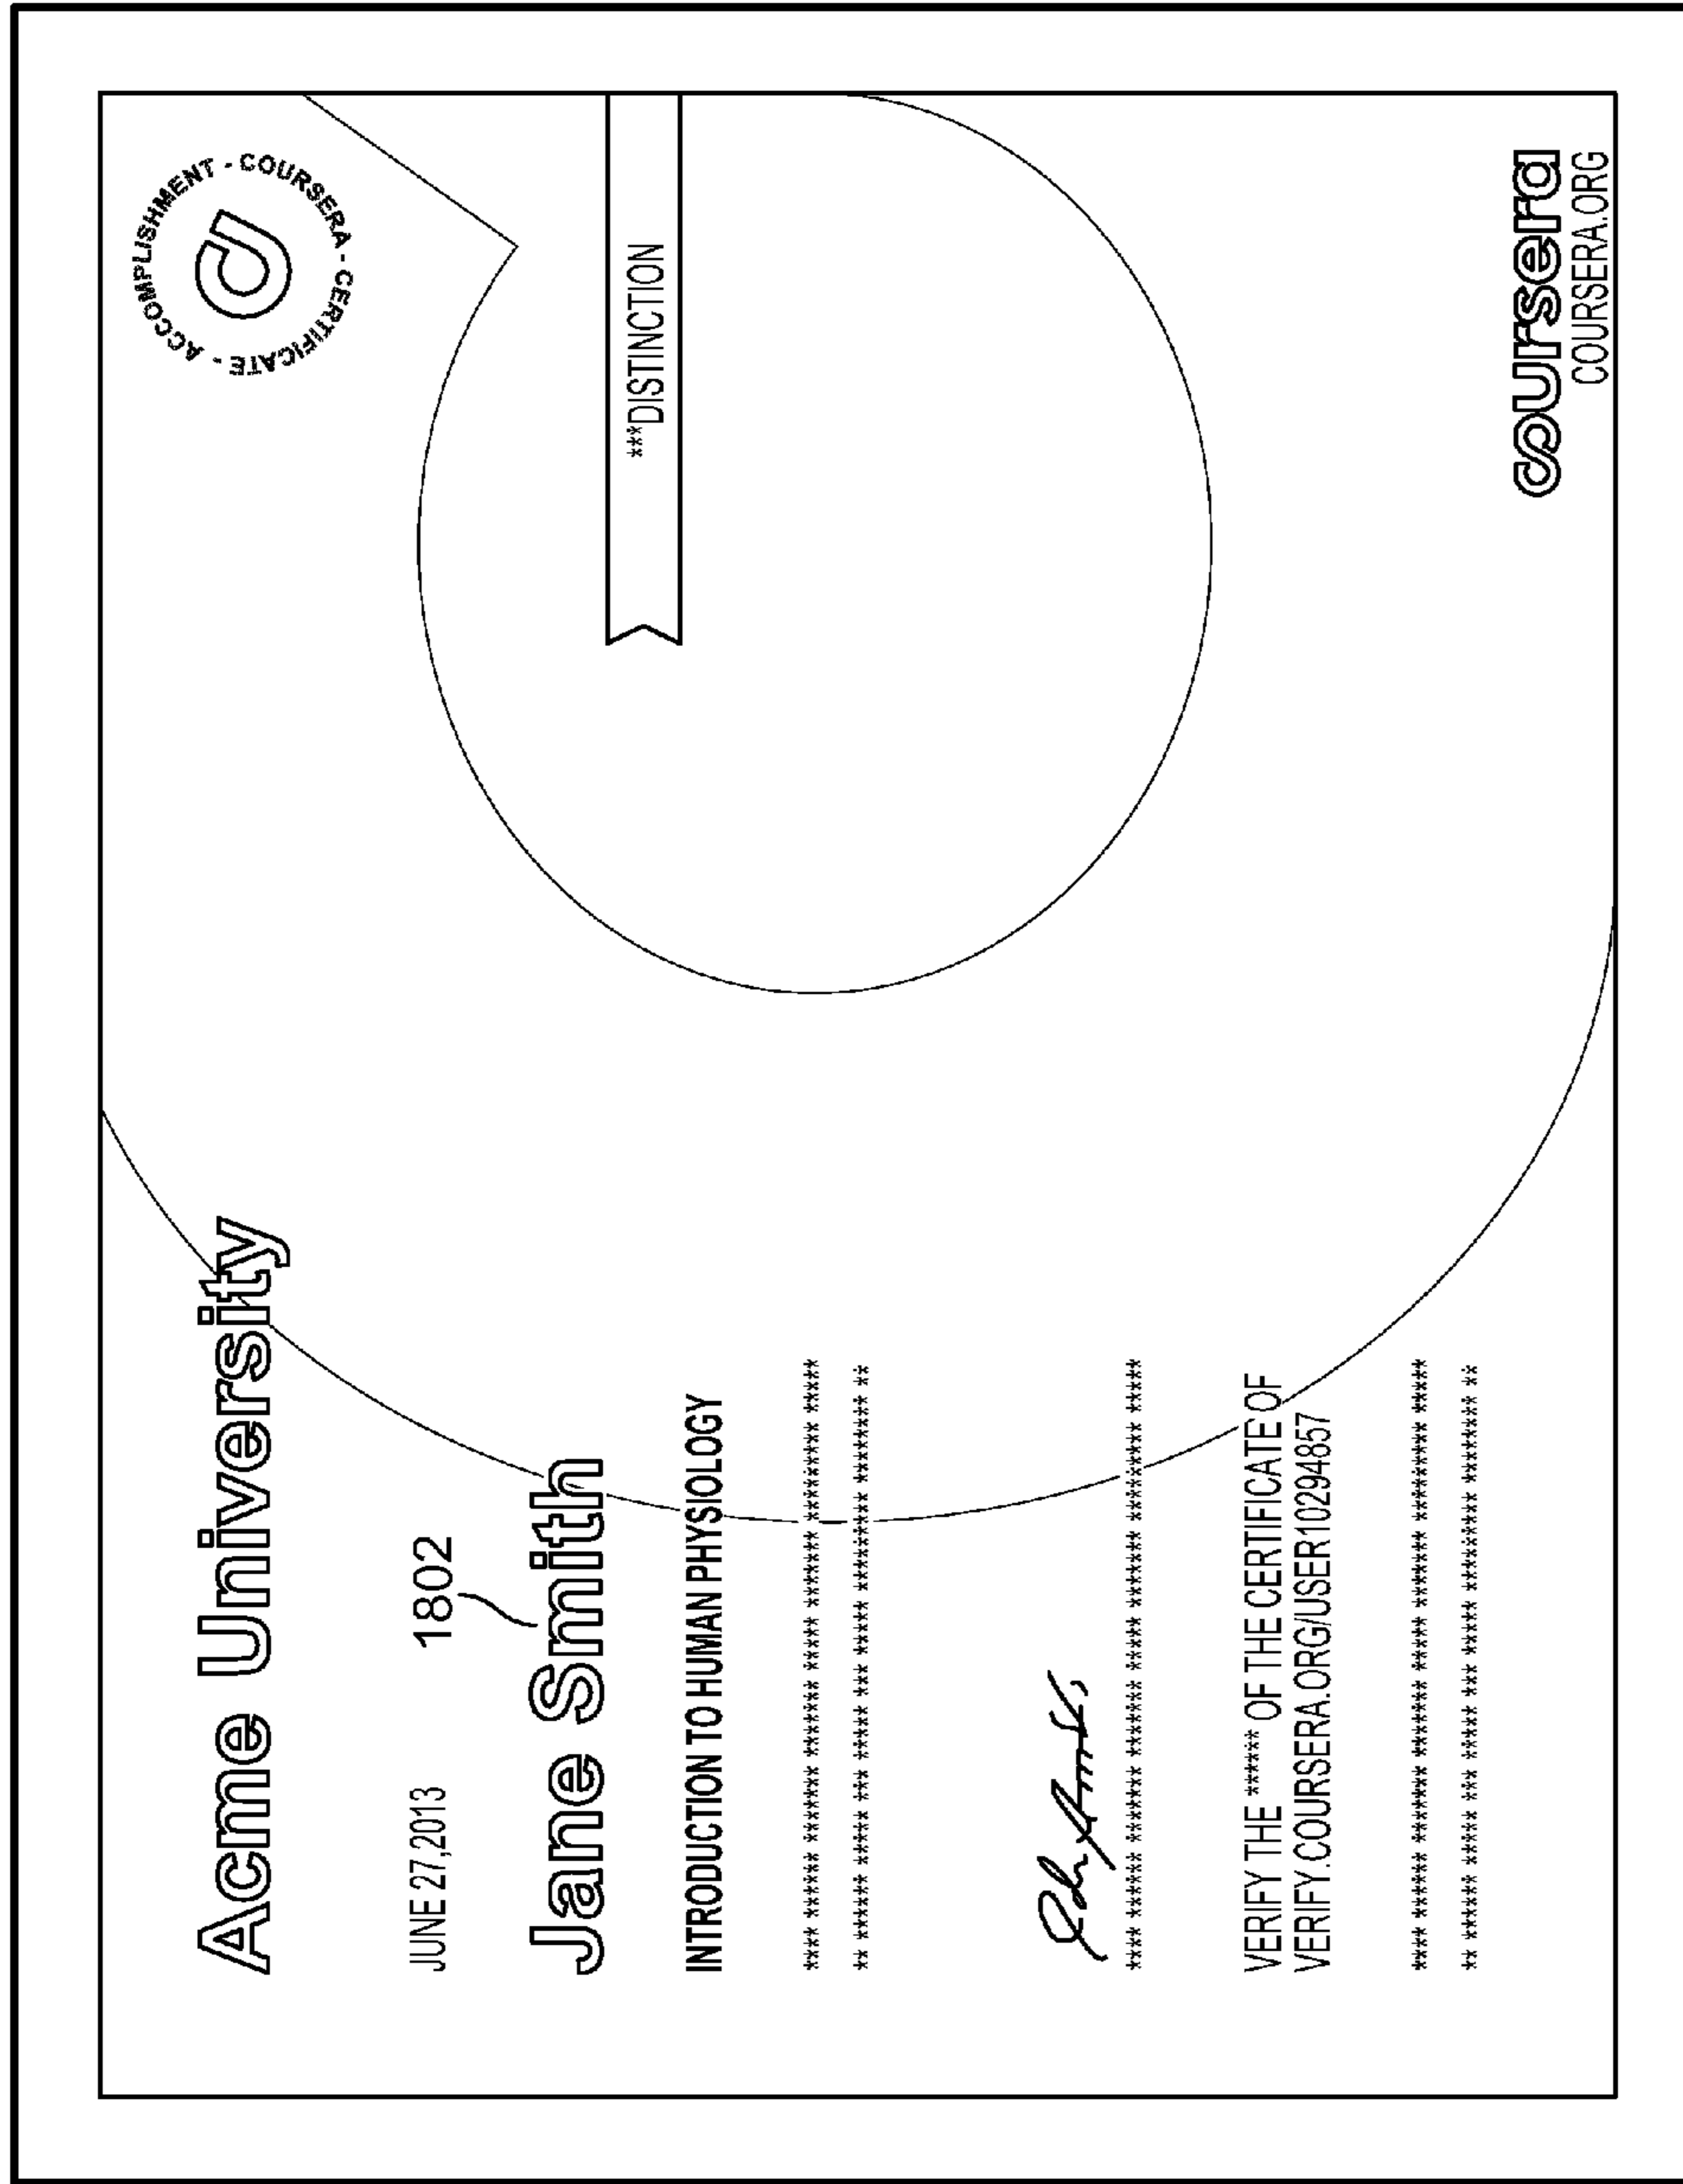 Acme University
ACCOMPLISHMENT - COURSERA - CERTIFICATE -
JUNE 27,2013
1802
Jane Smith
***DISTINCTION
INTRODUCTION TO HUMAN PHYSIOLOGY
VERIFY THE ****** OF THE CERTIFICATE OF
VERIFY.COURSERA.ORG/USER10294857
coursera
COURSERA.ORG